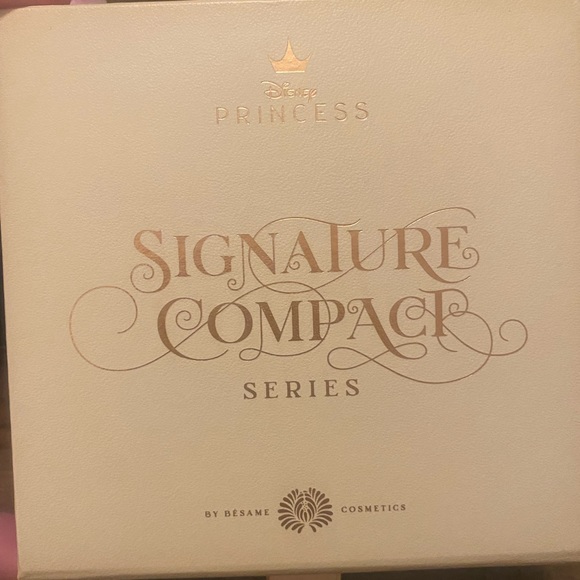 Disney
PRINCESS
SIGNATURE
COMPACT
SERIES
BY BÉSAME COSMETICS